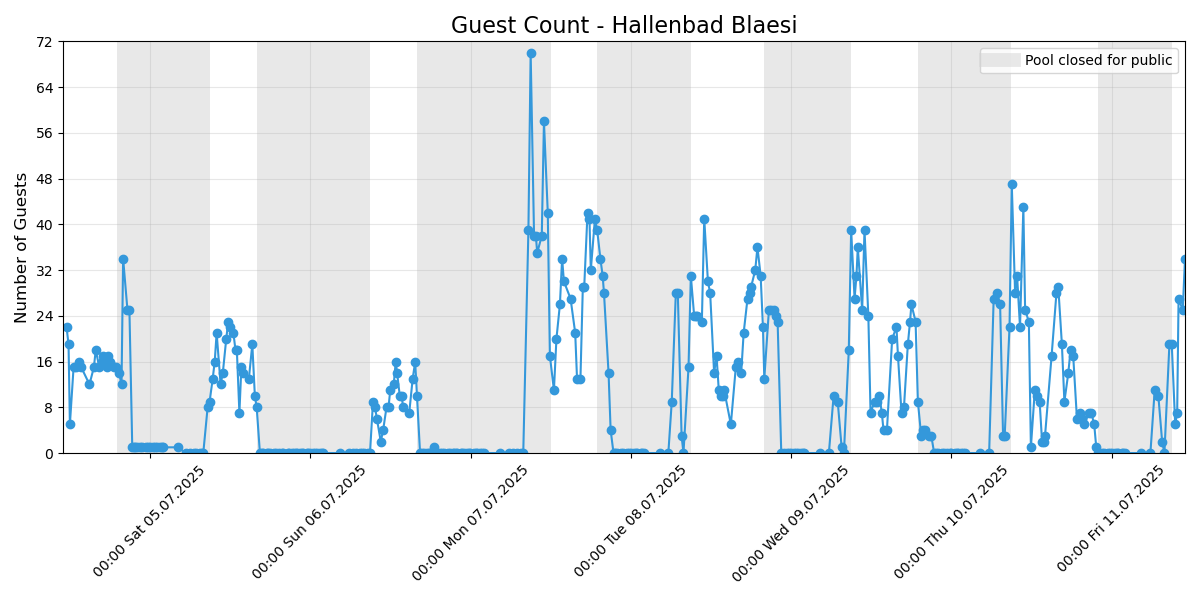 Guest Count - Hallenbad Blaesi
Pool closed for public
Number of Guests
72
64
56
48
40
32
24
16
8
0
00:00 Sat 05.07.2025
00:00 Sun 06.07.2025
00:00 Mon 07.07.2025
00:00 Tue 08.07.2025
00:00 Wed 09.07.2025
00:00 Thu 10.07.2025
00:00 Fri 11.07.2025